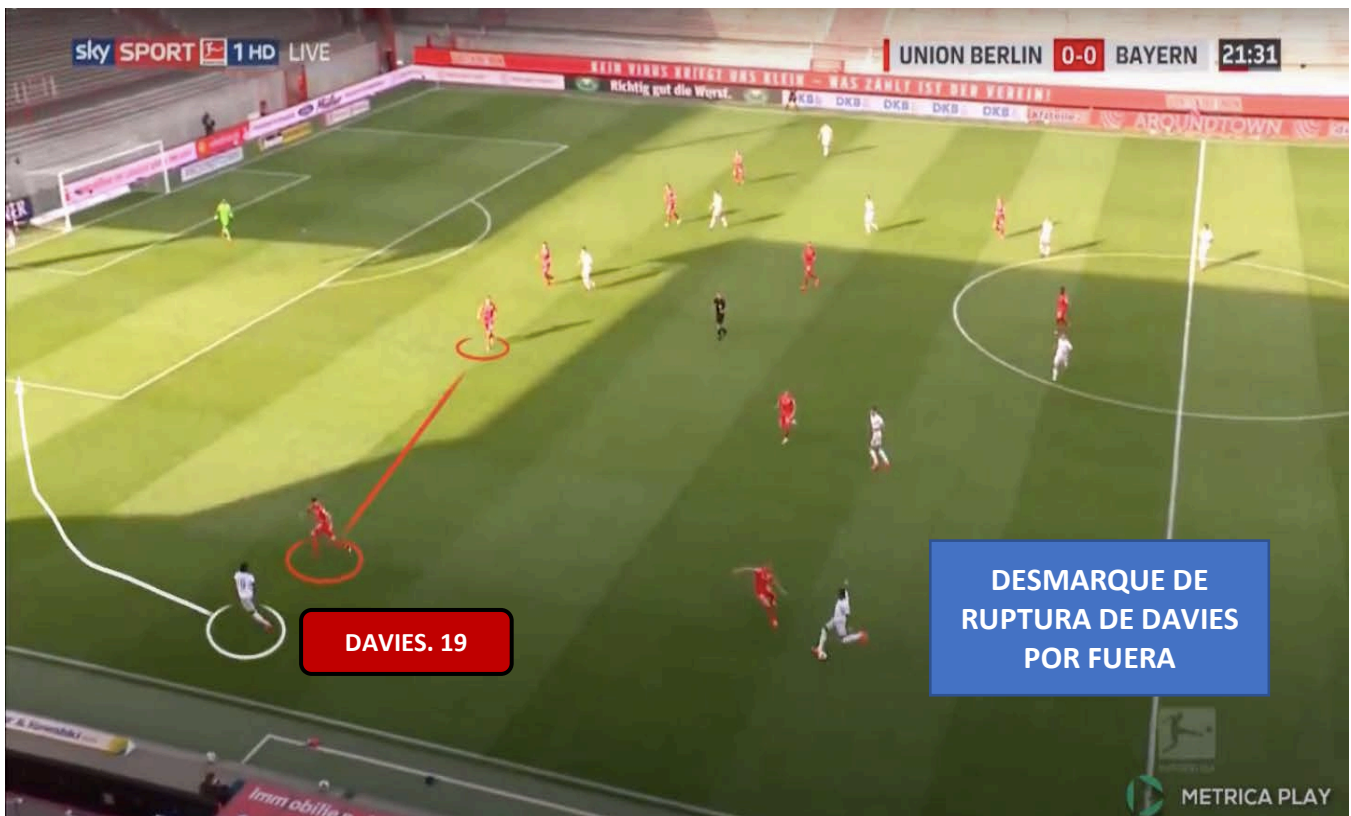 sky SPORT 1 HD LIVE
UNION BERLIN 0-0 BAYERN 21:31
KEIN VIRUS KRIEGT UNS KLEIN – WAS ZÄHLT IST DER VEREIN!
Richtig gut die Wurst.
DKB DKB DKB DKB DKB
AROUNDTOWN
DAVIES. 19
DESMARQUE DE
RUPTURA DE DAVIES
POR FUERA
Immobilie
METRICA PLAY